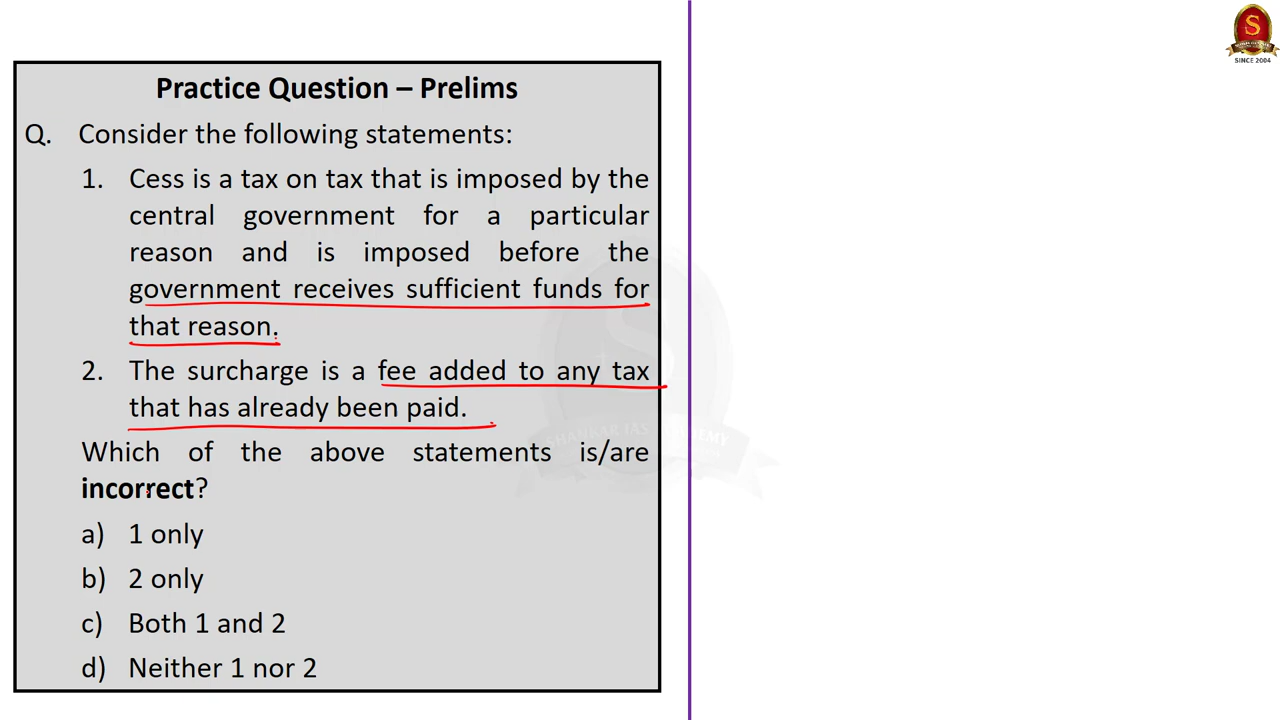 S
SINCE 2004
Practice Question – Prelims
Q. Consider the following statements:
1. Cess is a tax on tax that is imposed by the
central government for a particular
reason and is imposed before the
government receives sufficient funds for
that reason.
2. The surcharge is a fee added to any tax
that has already been paid.
Which of the above statements is/are
incorrect?
a) 1 only
b) 2 only
c) Both 1 and 2
d) Neither 1 nor 2
SHANKAR IAS ACADEMY